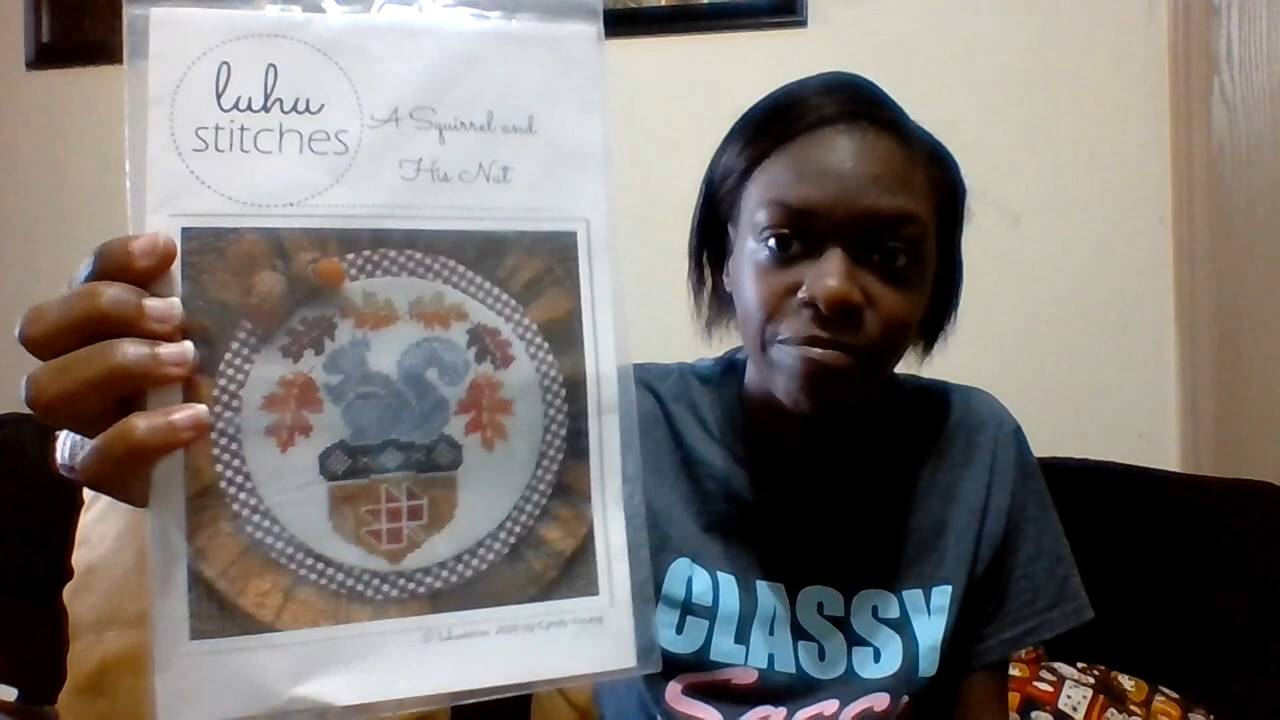 luhu
stitches
A Squirrel and
His Nut
CLASSY